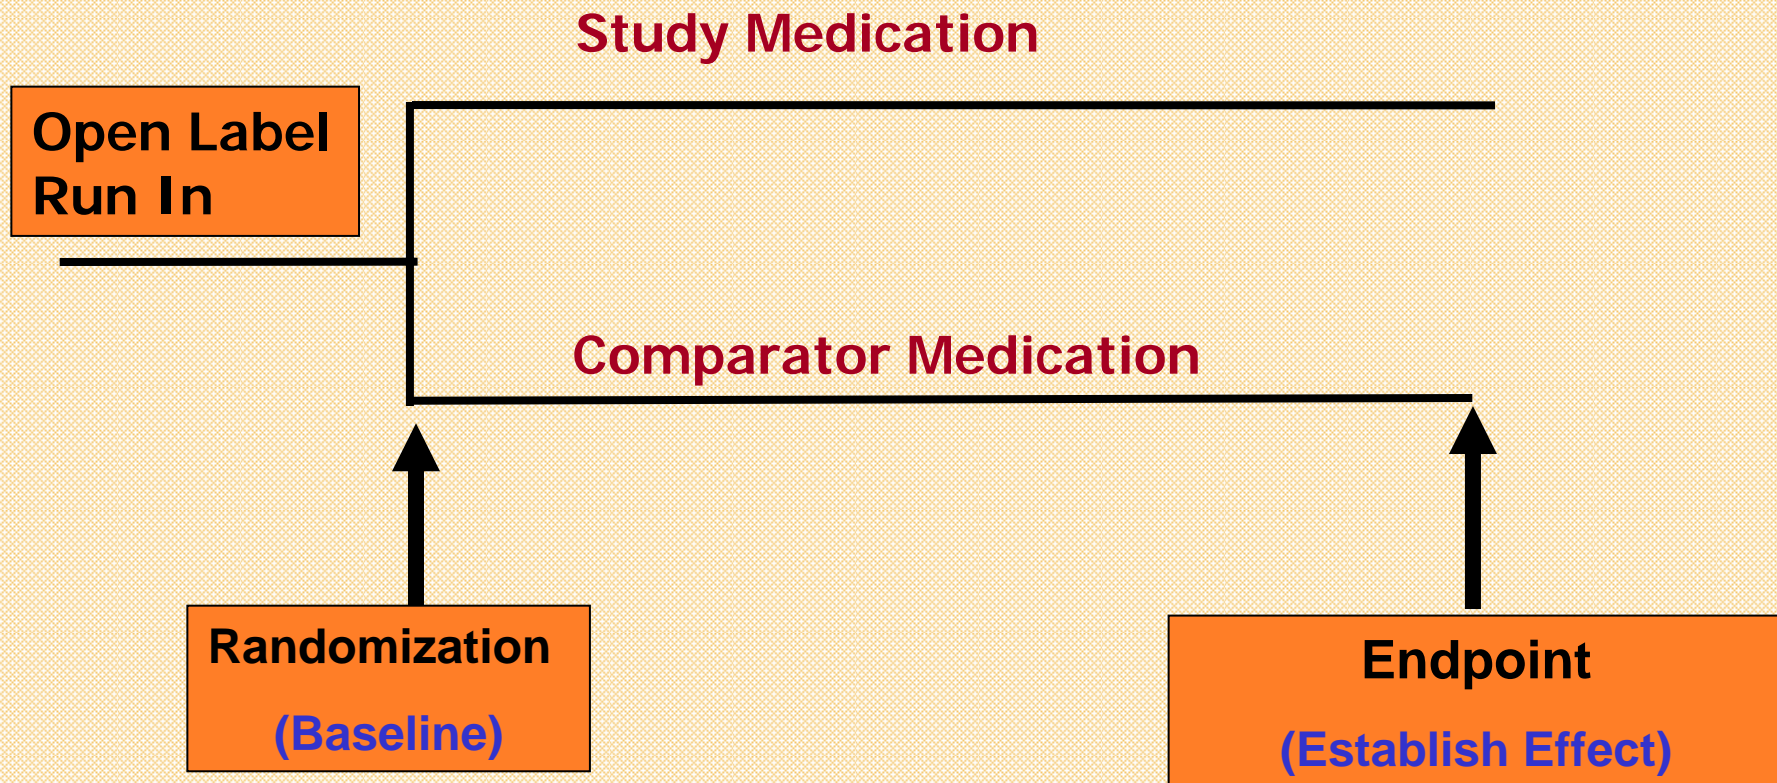 Study Medication
Open Label
Run In
Comparator Medication
Randomization
(Baseline)
Endpoint
(Establish Effect)